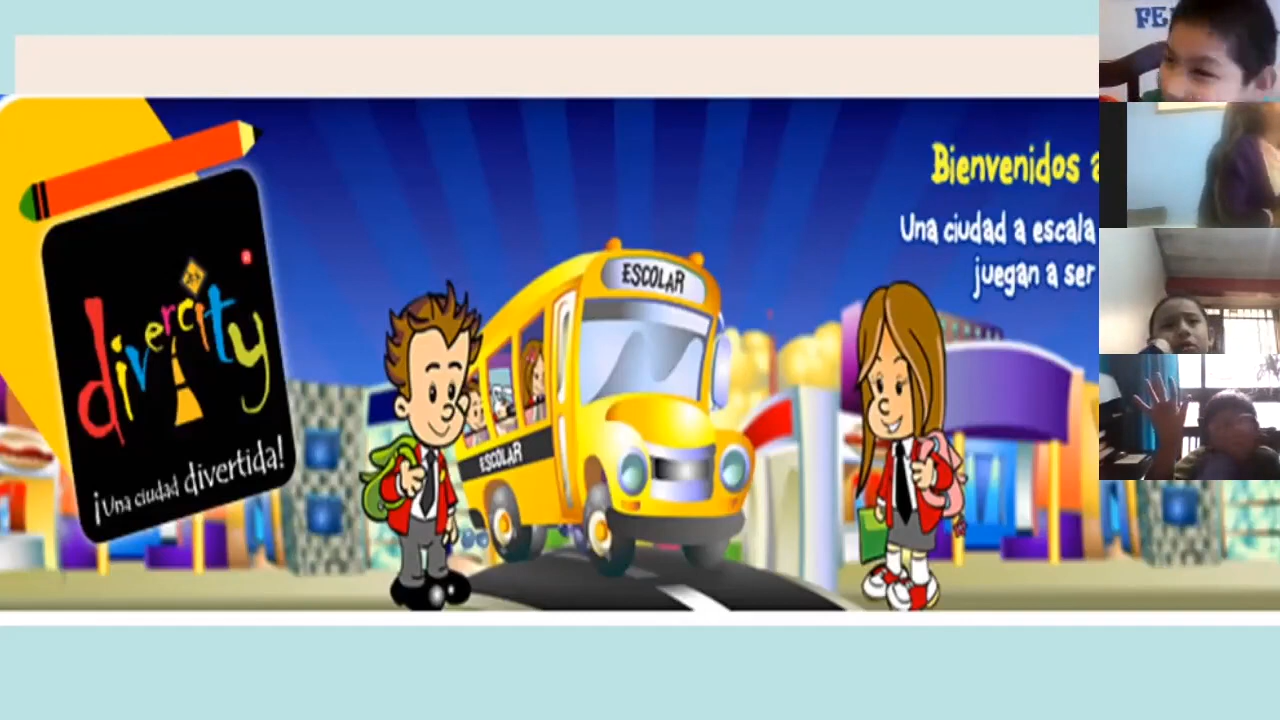 divercity
¡Una ciudad divertida!
ESCOLAR
ESCOLAR
Bienvenidos a
Una ciudad a escala
juegan a ser